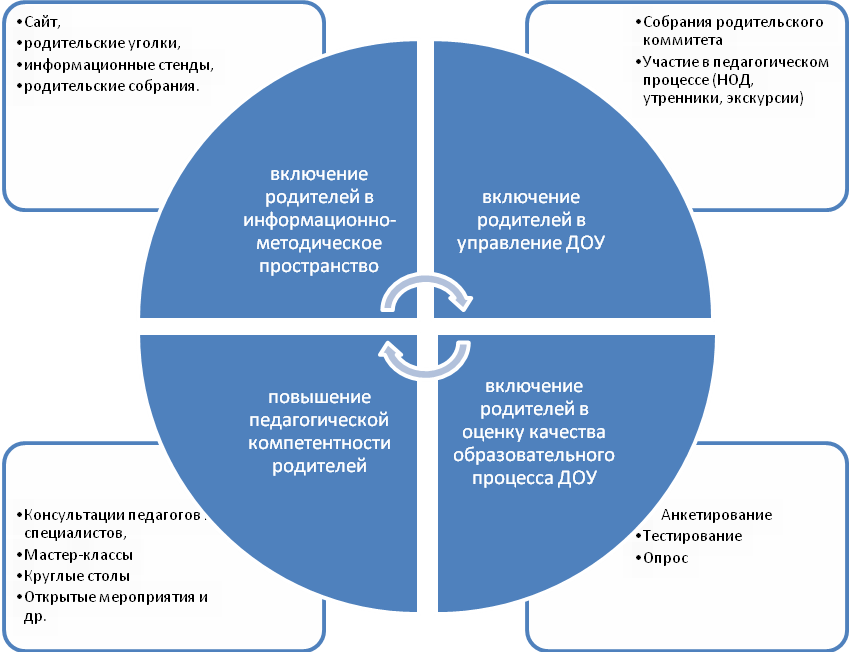 •Сайт,
•родительские уголки,
•информационные стенды,
•родительские собрания.
•Собрания родительского
коммитета
•Участие в педагогическом
процессе (НОД,
утренники, экскурсии)
включение
родителей в
информационно-
методическое
пространство
включение
родителей в
управление ДОУ
повышение
педагогической
компетентности
родителей
включение
родителей в
оценку качества
образовательного
процесса ДОУ
•Консультации педагогов .
специалистов,
•Мастер-классы
•Круглые столы
•Открытые мероприятия и
др.
Анкетирование
•Тестирование
•Опрос